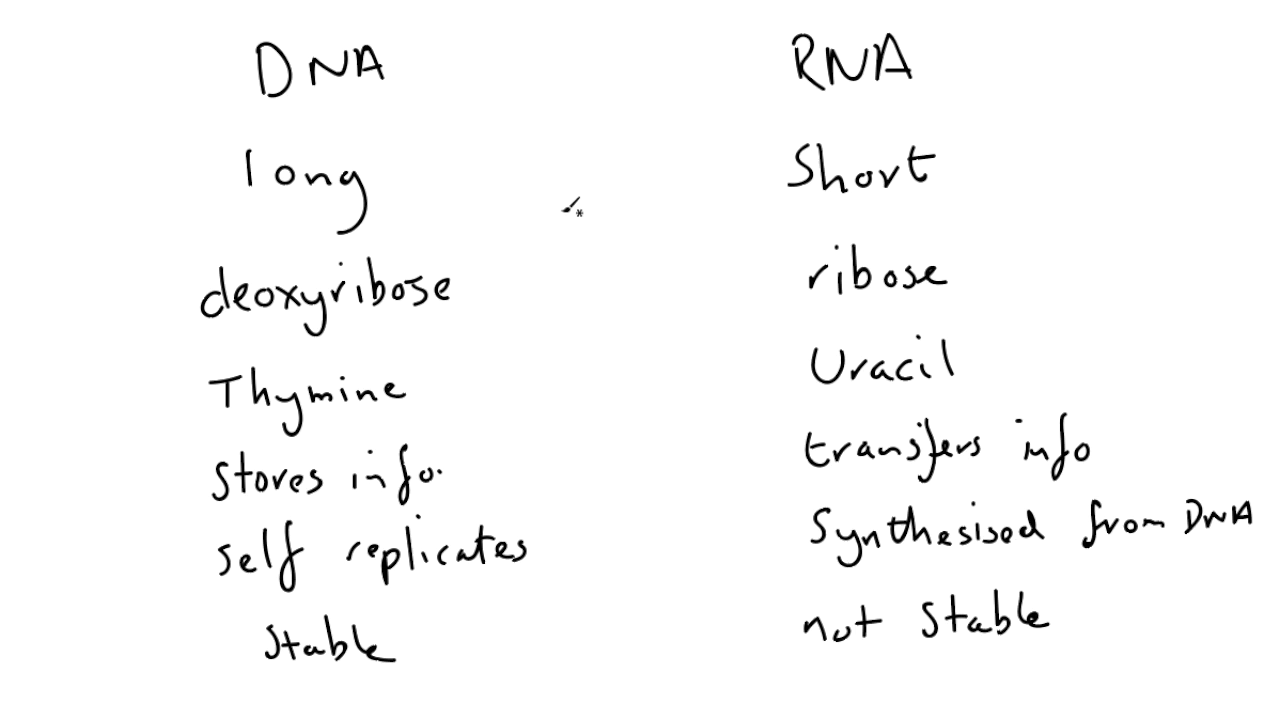 DNA RNA
long Short
deoxyribose ribose
Thymine Uracil
stores info. transfers info
self replicates Synthesised from DNA
stable not stable